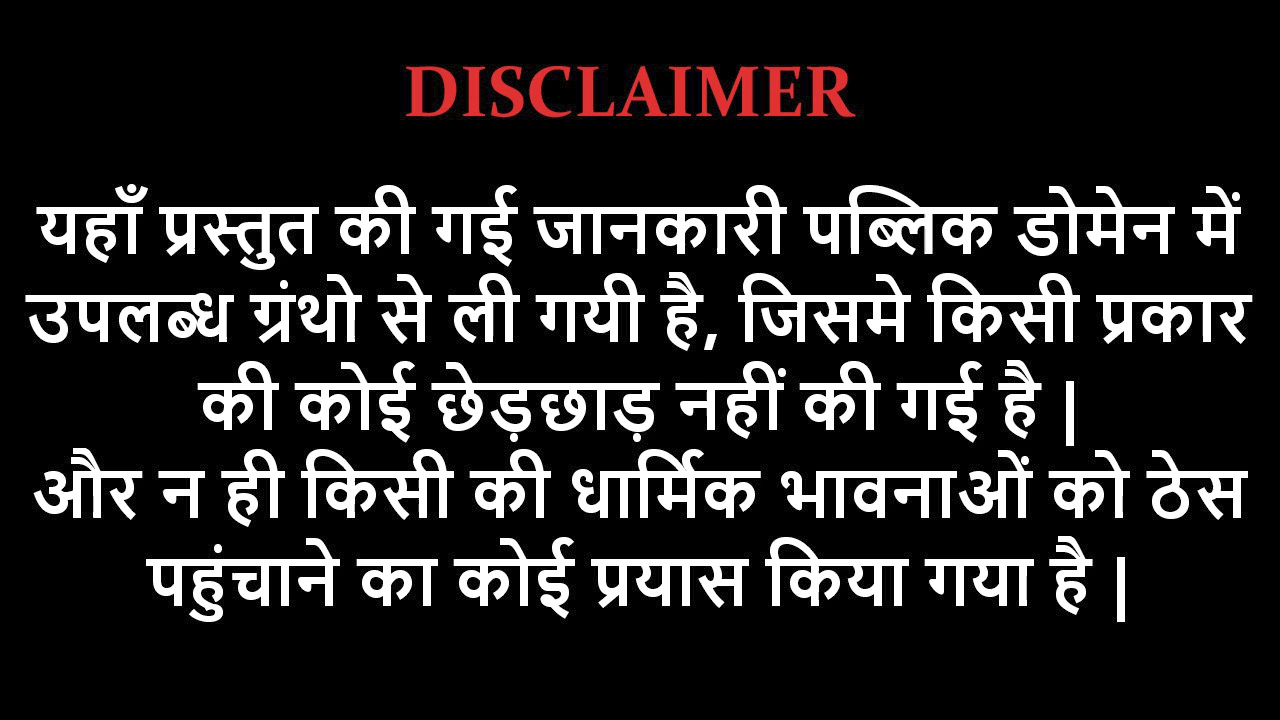 DISCLAIMER
यहाँ प्रस्तुत की गई जानकारी पब्लिक डोमेन में
उपलब्ध ग्रंथो से ली गयी है, जिसमे किसी प्रकार
की कोई छेड़छाड़ नहीं की गई है |
और न ही किसी की धार्मिक भावनाओं को ठेस
पहुंचाने का कोई प्रयास किया गया है |